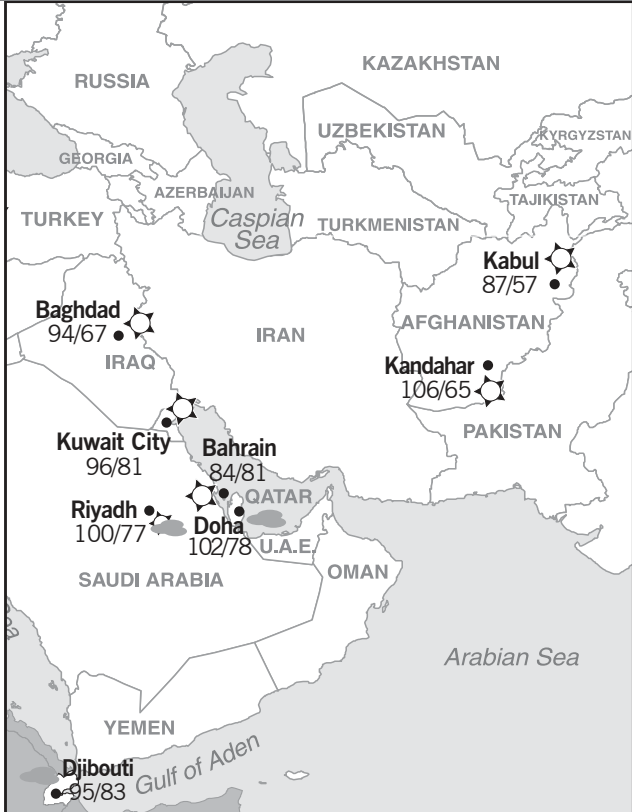 KAZAKHSTAN
RUSSIA
UZBEKISTAN
KYRGYZSTAN
GEORGIA
AZERBAIJAN
TAJIKISTAN
TURKEY
Caspian
Sea
TURKMENISTAN
Kabul
87/57
Baghdad
94/67
IRAN
AFGHANISTAN
IRAQ
Kandahar
106/65
PAKISTAN
Kuwait City
96/81
Bahrain
84/81
QATAR
Riyadh
100/77
Doha
102/78
U.A.E.
SAUDI ARABIA
OMAN
Arabian Sea
YEMEN
Gulf of Aden
Djibouti
95/83